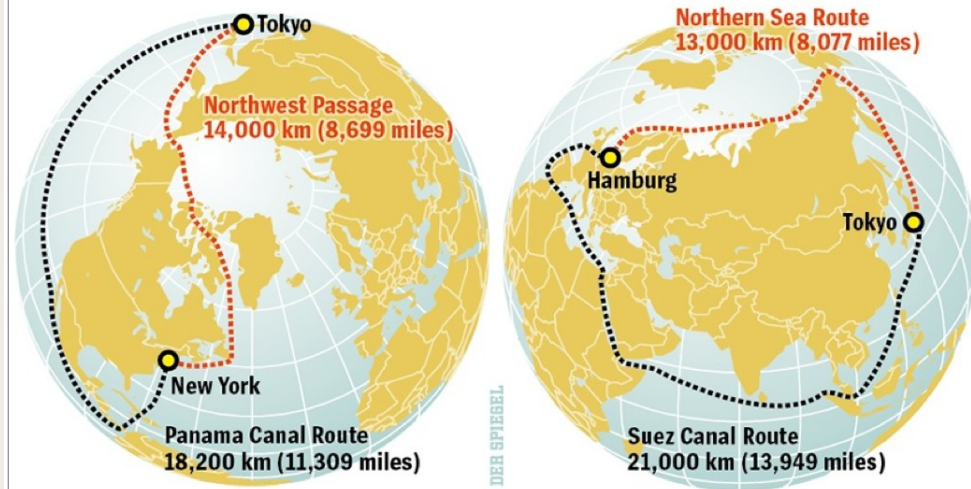 Tokyo
Northwest Passage
14,000 km (8,699 miles)
New York
Panama Canal Route
18,200 km (11,309 miles)
DER SPIEGEL
Northern Sea Route
13,000 km (8,077 miles)
Hamburg
Tokyo
Suez Canal Route
21,000 km (13,949 miles)